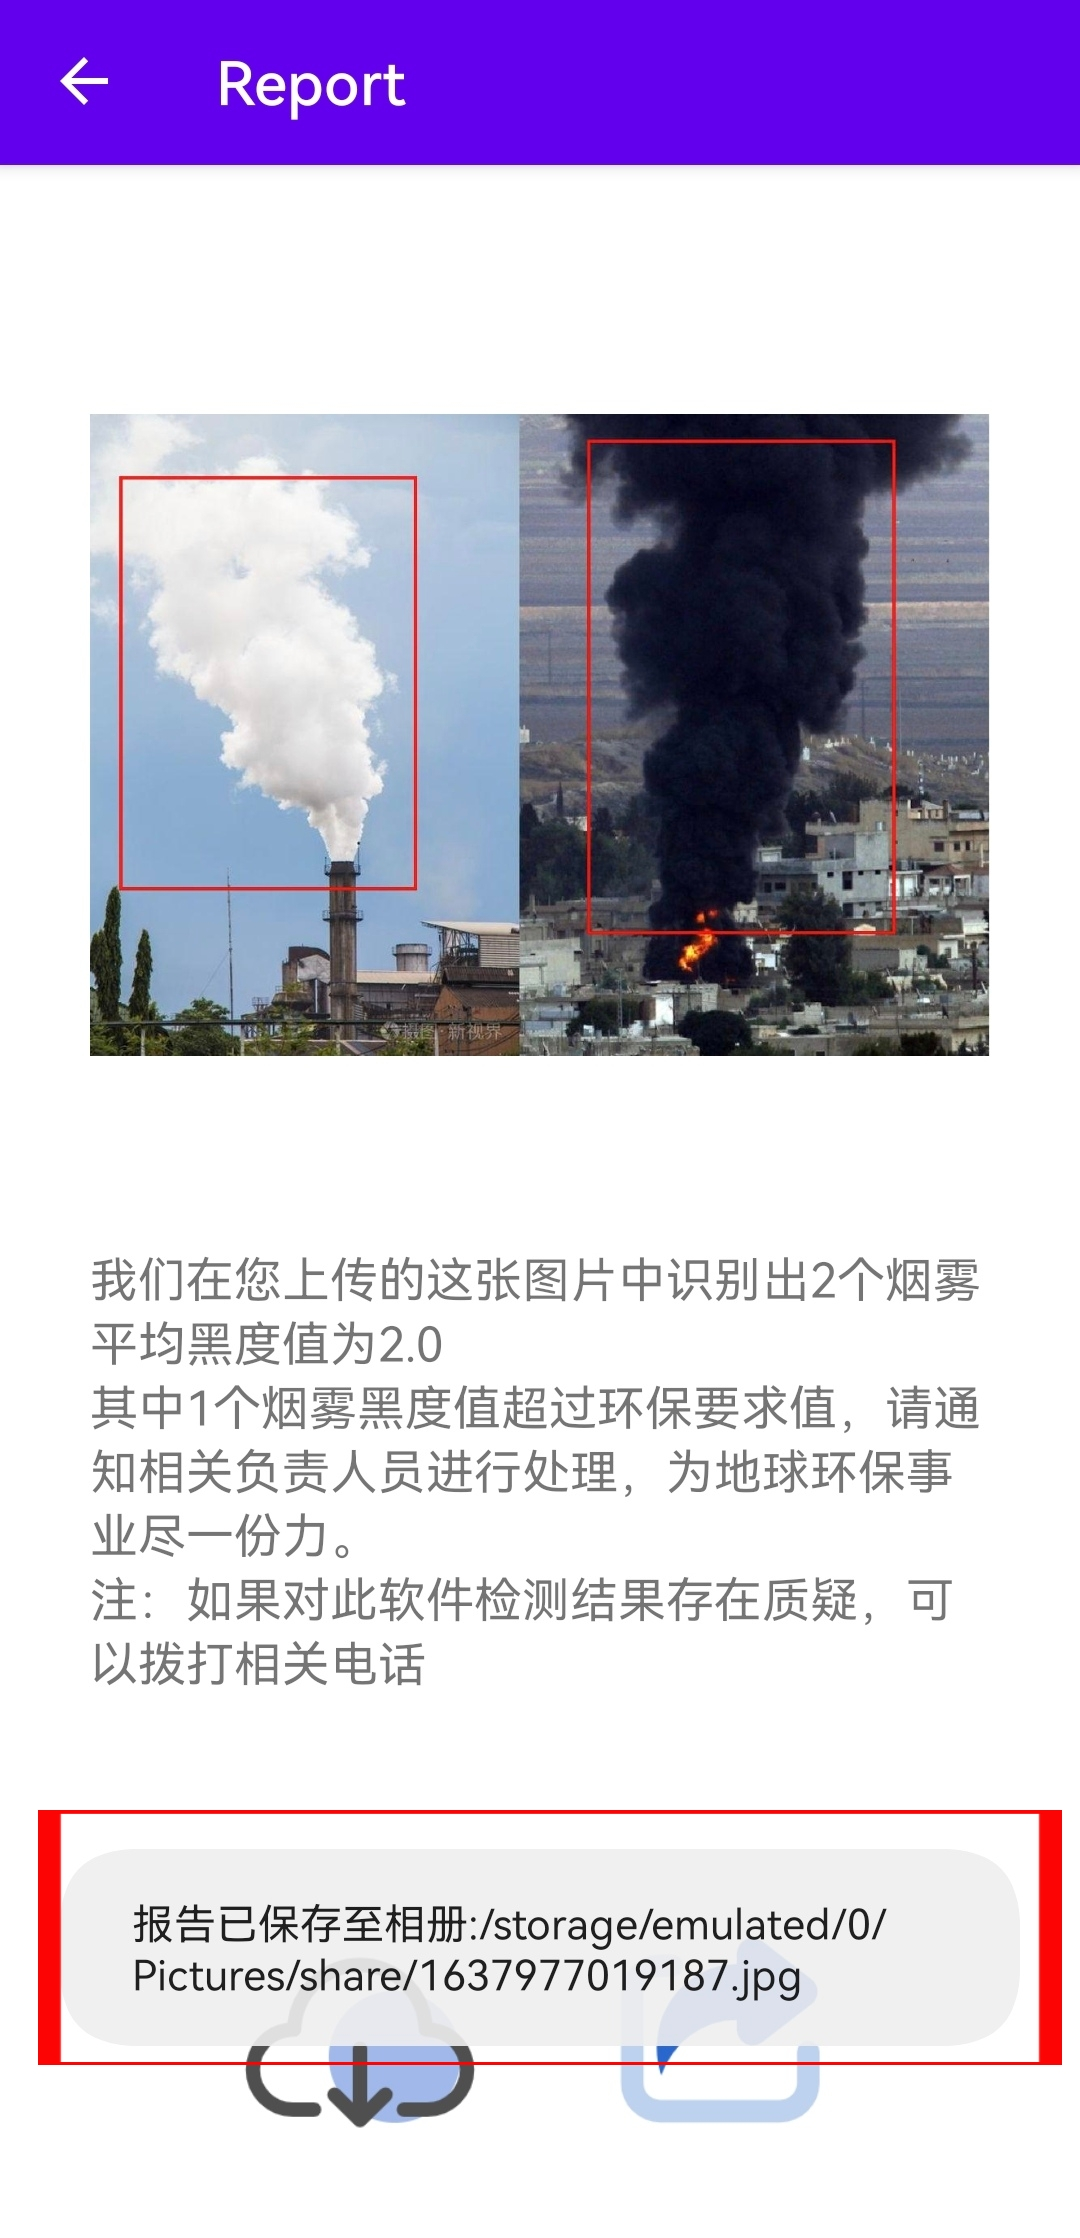 Report
摄图·新视界
我们在您上传的这张图片中识别出2个烟雾
平均黑度值为2.0
其中1个烟雾黑度值超过环保要求值，请通
知相关负责人员进行处理，为地球环保事
业尽一份力。
注：如果对此软件检测结果存在质疑，可
以拨打相关电话
报告已保存至相册:/storage/emulated/0/
Pictures/share/1637977019187.jpg